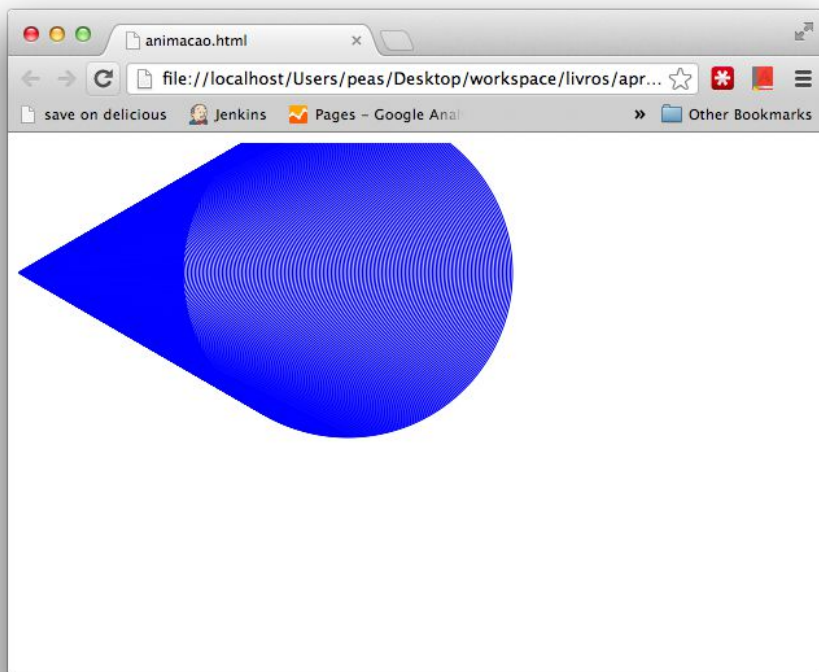 animacao.html
file://localhost/Users/peas/Desktop/workspace/livros/apr...
save on delicious Jenkins Pages – Google Anal » Other Bookmarks